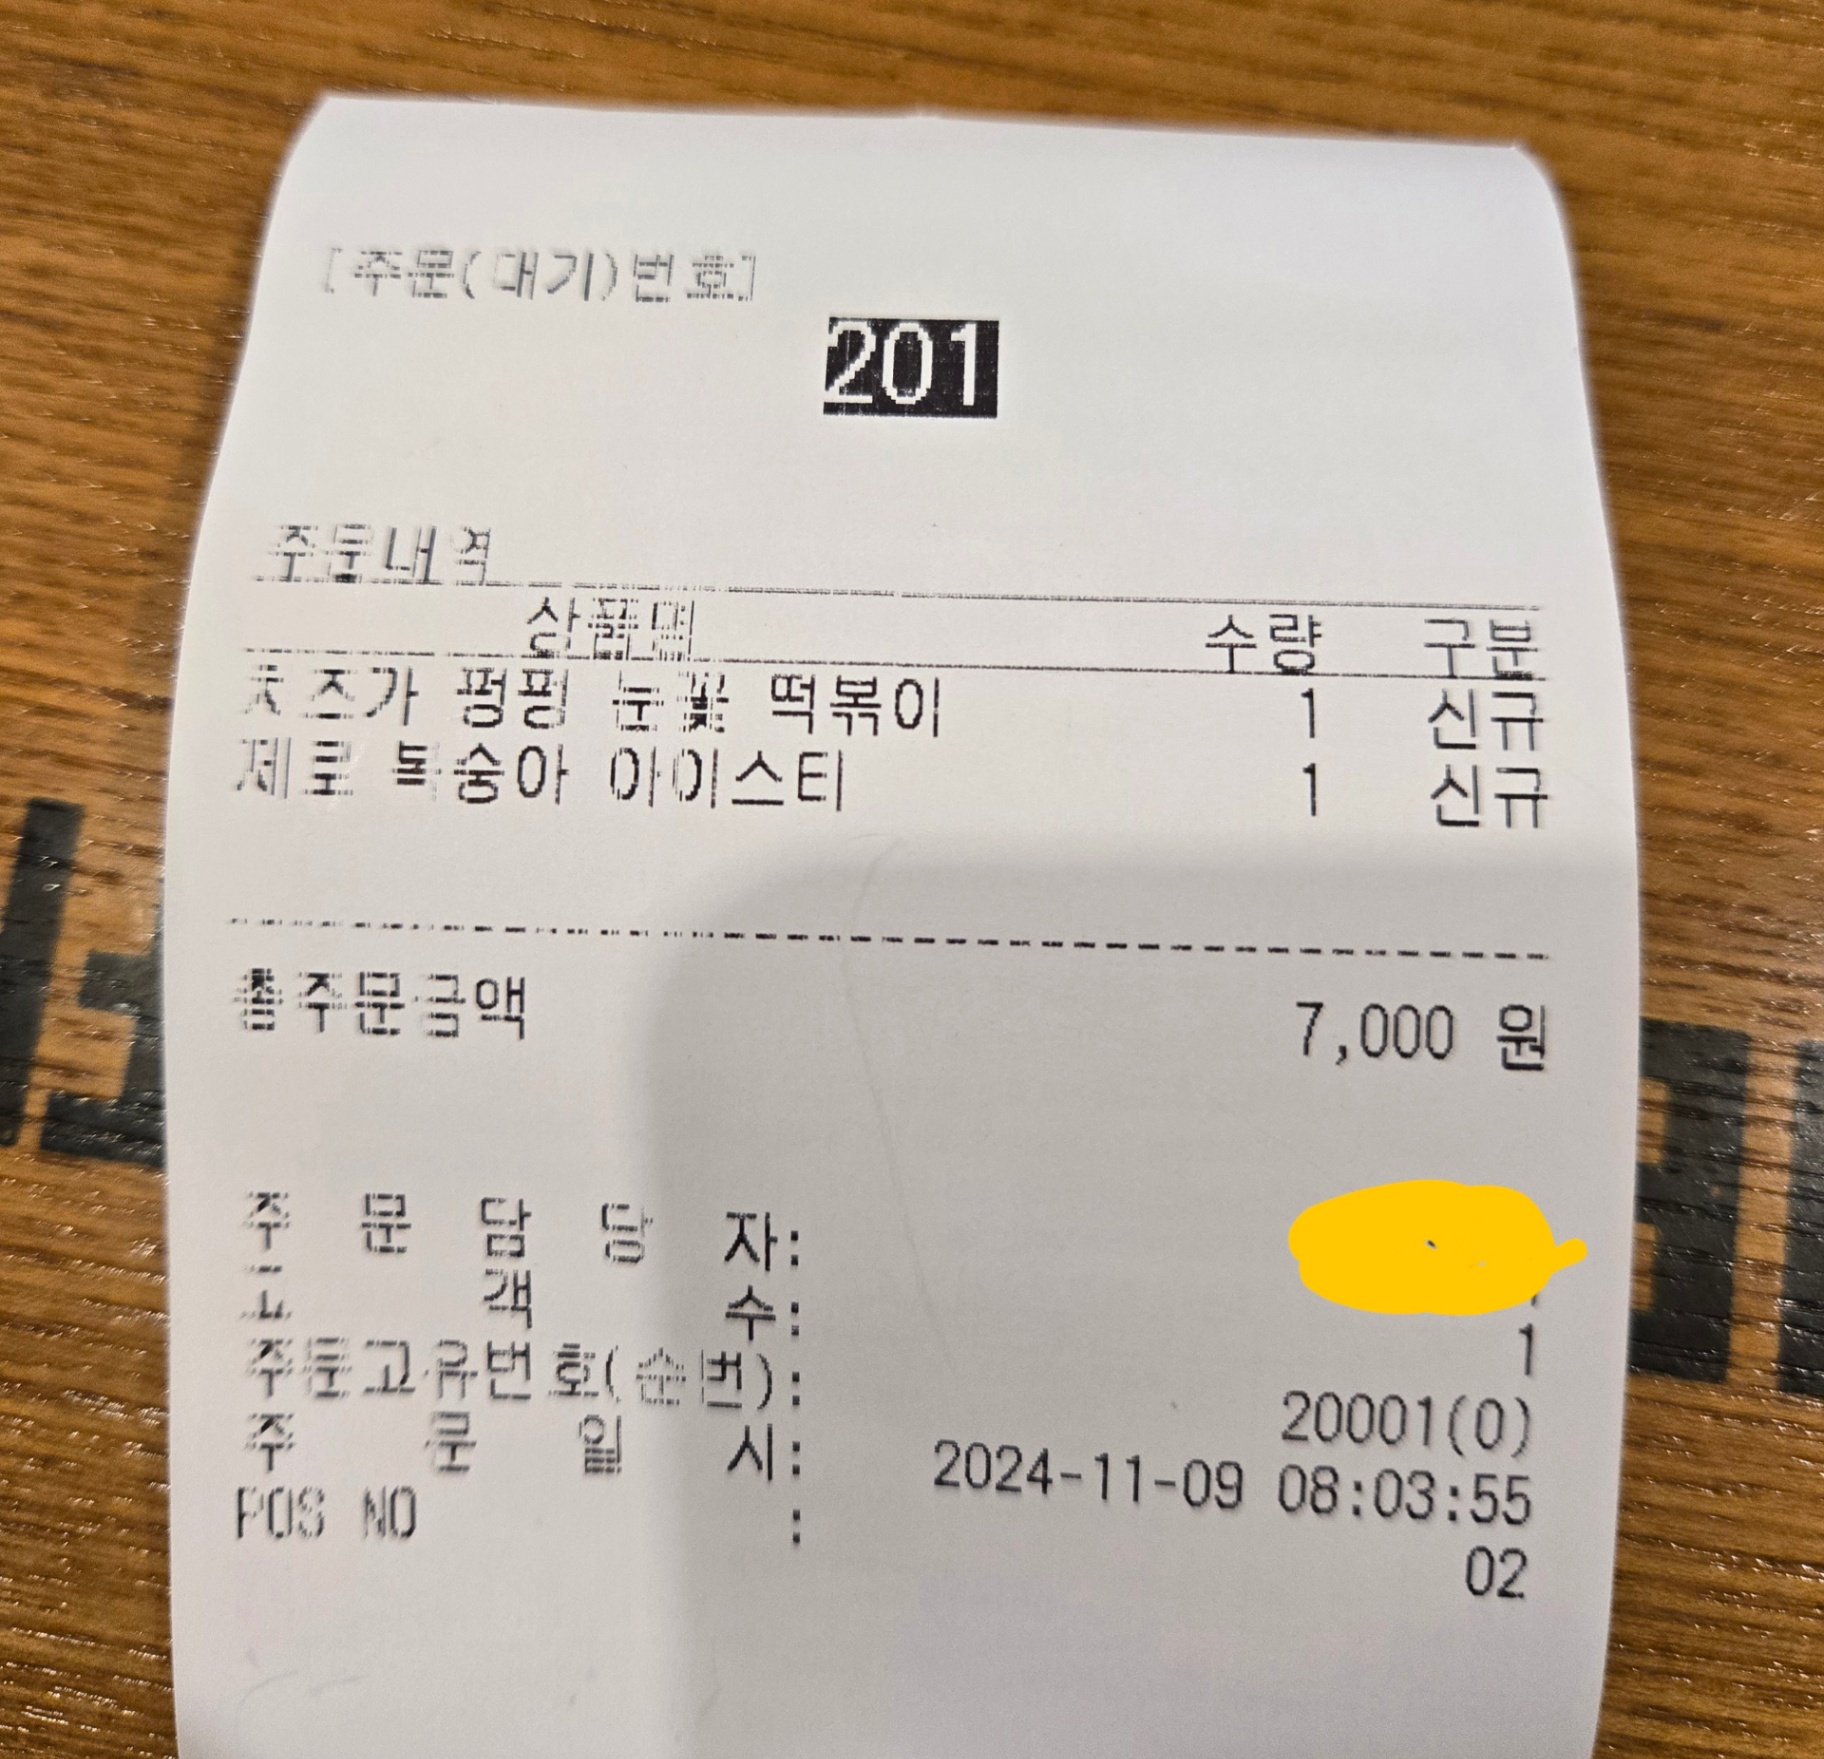 [주문(대기)번호]
201
주문내역
상품명 수량 구분
치즈가 펑펑 눈꽃 떡볶이 1 신규
제로 복숭아 아이스티 1 신규
총주문금액 7,000 원
주 문 담 당 자:
고 객 수: 1
주문고유번호(순번): 20001(0)
주 문 일 시: 2024-11-09 08:03:55
POS NO : 02